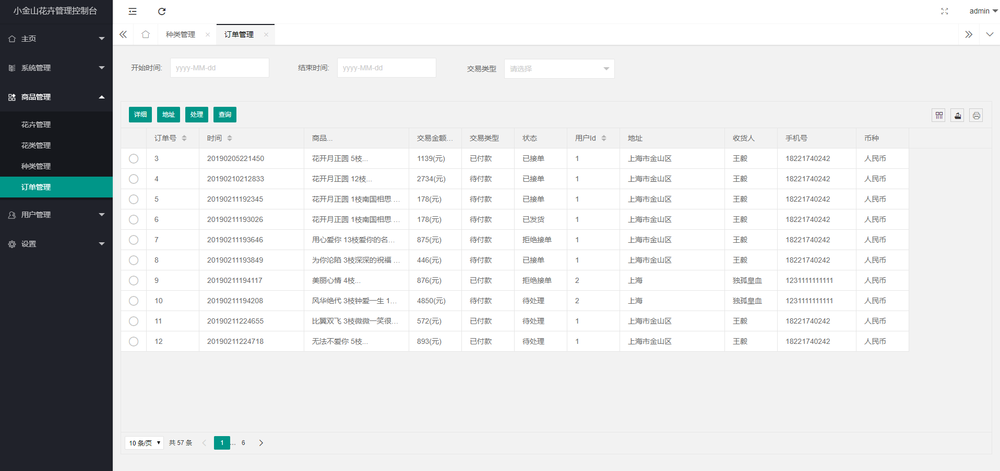 小金山花卉管理控制台
admin
主页
系统管理
商品管理
花卉管理
花类管理
种类管理
订单管理
用户管理
设置
种类管理 订单管理
开始时间: yyyy-MM-dd 结束时间: yyyy-MM-dd 交易类型 请选择
详细 地址 处理 查询
订单号 时间 商品... 交易金额... 交易类型 状态 用户Id 地址 收货人 手机号 币种
3 20190205221450 花开月正圆 5枝... 1139(元) 已付款 已接单 1 上海市金山区 王毅 18221740242 人民币
4 20190210212833 花开月正圆 12枝... 2734(元) 待付款 已接单 1 上海市金山区 王毅 18221740242 人民币
5 20190211192345 花开月正圆 1枝南国相思 ... 178(元) 待付款 已接单 1 上海市金山区 王毅 18221740242 人民币
6 20190211193026 花开月正圆 1枝南国相思 ... 178(元) 待付款 已发货 1 上海市金山区 王毅 18221740242 人民币
7 20190211193646 用心爱你 13枝爱你的名... 875(元) 待付款 拒绝接单 1 上海市金山区 王毅 18221740242 人民币
8 20190211193849 为你沦陷 3枝深深的祝福 ... 446(元) 待付款 已接单 1 上海市金山区 王毅 18221740242 人民币
9 20190211194117 美丽心情 4枝... 876(元) 已付款 拒绝接单 2 上海 独孤皇血 1231111111111 人民币
10 20190211194208 风华绝代 3枝钟爱一生 1... 4850(元) 待付款 待处理 2 上海 独孤皇血 1231111111111 人民币
11 20190211224655 比翼双飞 3枝微微一笑很... 572(元) 已付款 待处理 1 上海市金山区 王毅 18221740242 人民币
12 20190211224718 无法不爱你 5枝... 893(元) 已付款 待处理 1 上海市金山区 王毅 18221740242 人民币
10 条/页 共 57 条 1 ... 6